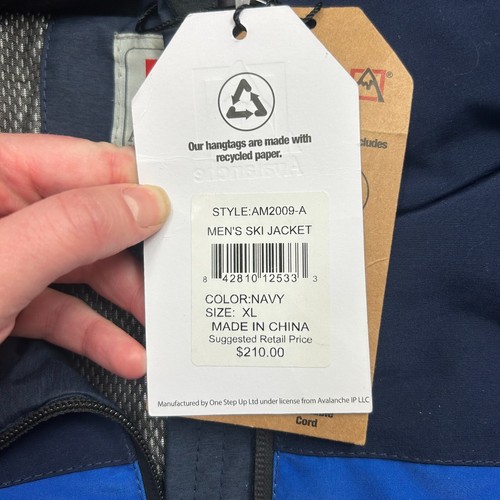 Our hangtags are made with
recycled paper.
STYLE:AM2009-A
MEN'S SKI JACKET
8 42810 12533 3
COLOR:NAVY
SIZE: XL
MADE IN CHINA
Suggested Retail Price
$210.00
Manufactured by One Step Up Ltd under license from Avalanche IP LLC
Cord